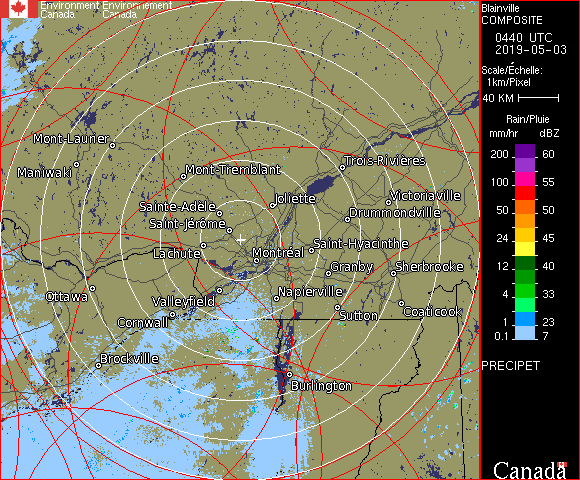 Environment Environnement
Canada Canada
Blainville
COMPOSITE
0440 UTC
2019-05-03
Scale/Échelle:
1km/Pixel
40 KM
Rain/Pluie
mm/hr dBZ
200 60
100 55
50 50
24 45
12 40
4 33
1 23
0.1 7
PRECIPET
Canada
Mont-Laurier
Maniwaki
Mont-Tremblant
Trois-Rivières
Sainte-Adèle
Joliette
Victoriaville
Drummondville
Saint-Jérôme
Lachute
Montréal
Saint-Hyacinthe
Granby
Sherbrooke
Ottawa
Valleyfield
Napierville
Cornwall
Sutton
Coaticook
Brockville
Burlington